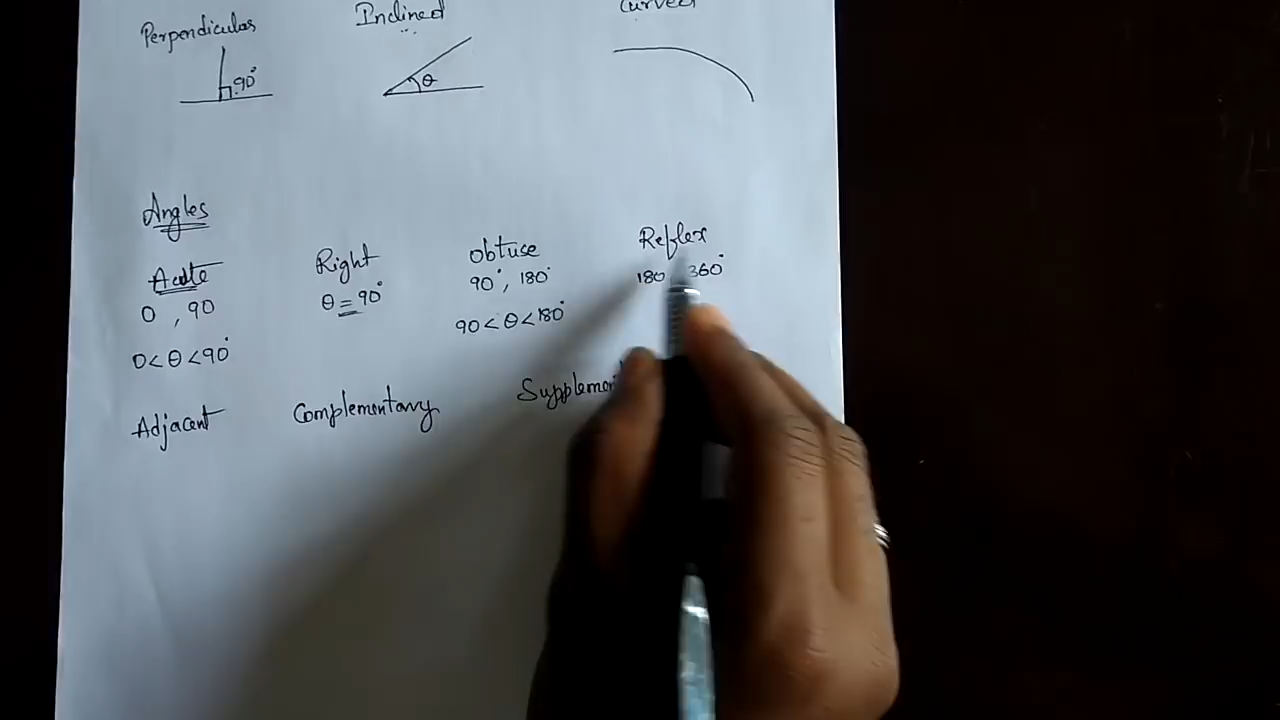 Perpendicular Inclined Curved
90° θ
Angles
Acute Right Obtuse Reflex
0 , 90 θ = 90° 90°, 180° 180 360°
0 < θ < 90° 90 < θ < 180°
Adjacent Complementary